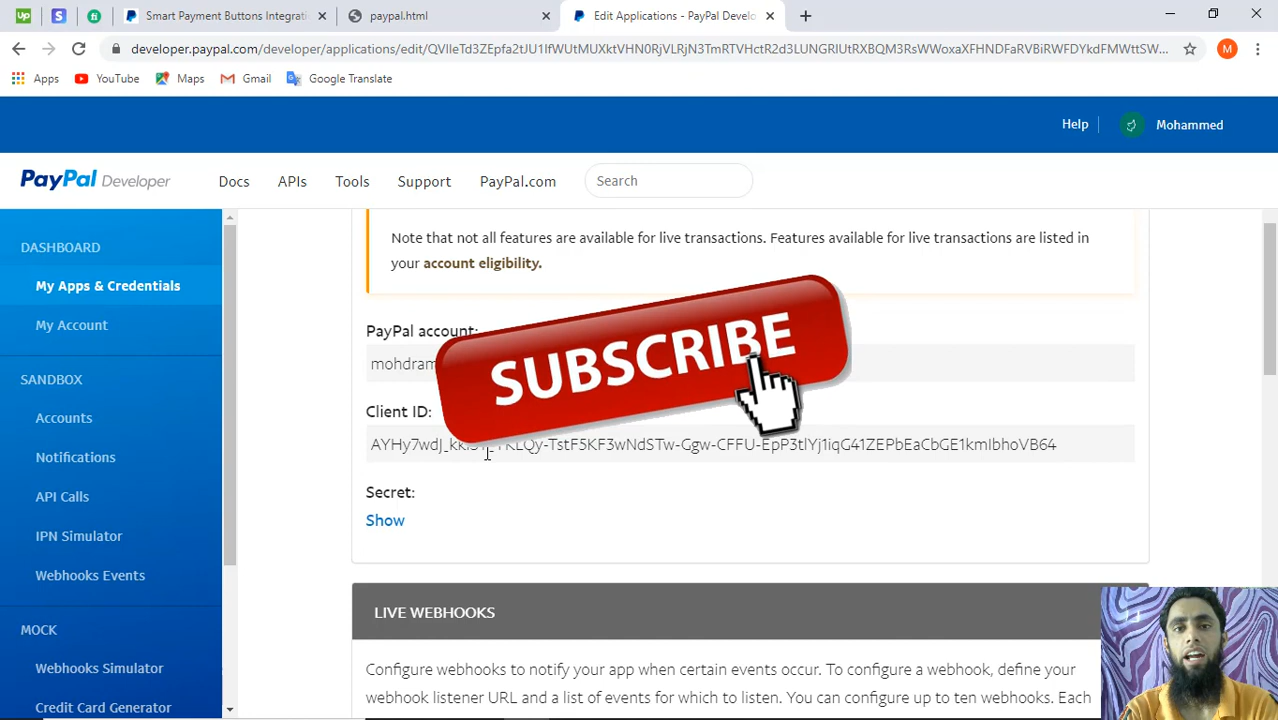 Smart Payment Buttons Integrati
paypal.html
Edit Applications - PayPal Develo
developer.paypal.com/developer/applications/edit/QVlIeTd3ZEpfa2tJU1lfWUtMUXktVHN0RjVLRjN3TmRTVHctR2d3LUNGRlUtRXBQM3RsWWoxaXFHNDFaRVBiRWFDYkdFMWttSW...
M
Apps
YouTube
Maps
Gmail
Google Translate
Help
Mohammed
PayPal Developer
Docs
APIs
Tools
Support
PayPal.com
Search
DASHBOARD
My Apps & Credentials
My Account
SANDBOX
Accounts
Notifications
API Calls
IPN Simulator
Webhooks Events
MOCK
Webhooks Simulator
Credit Card Generator
Note that not all features are available for live transactions. Features available for live transactions are listed in
your account eligibility.
PayPal account:
SUBSCRIBE
Client ID:
Secret:
Show
LIVE WEBHOOKS
Configure webhooks to notify your app when certain events occur. To configure a webhook, define your
webhook listener URL and a list of events for which to listen. You can configure up to ten webhooks. Each